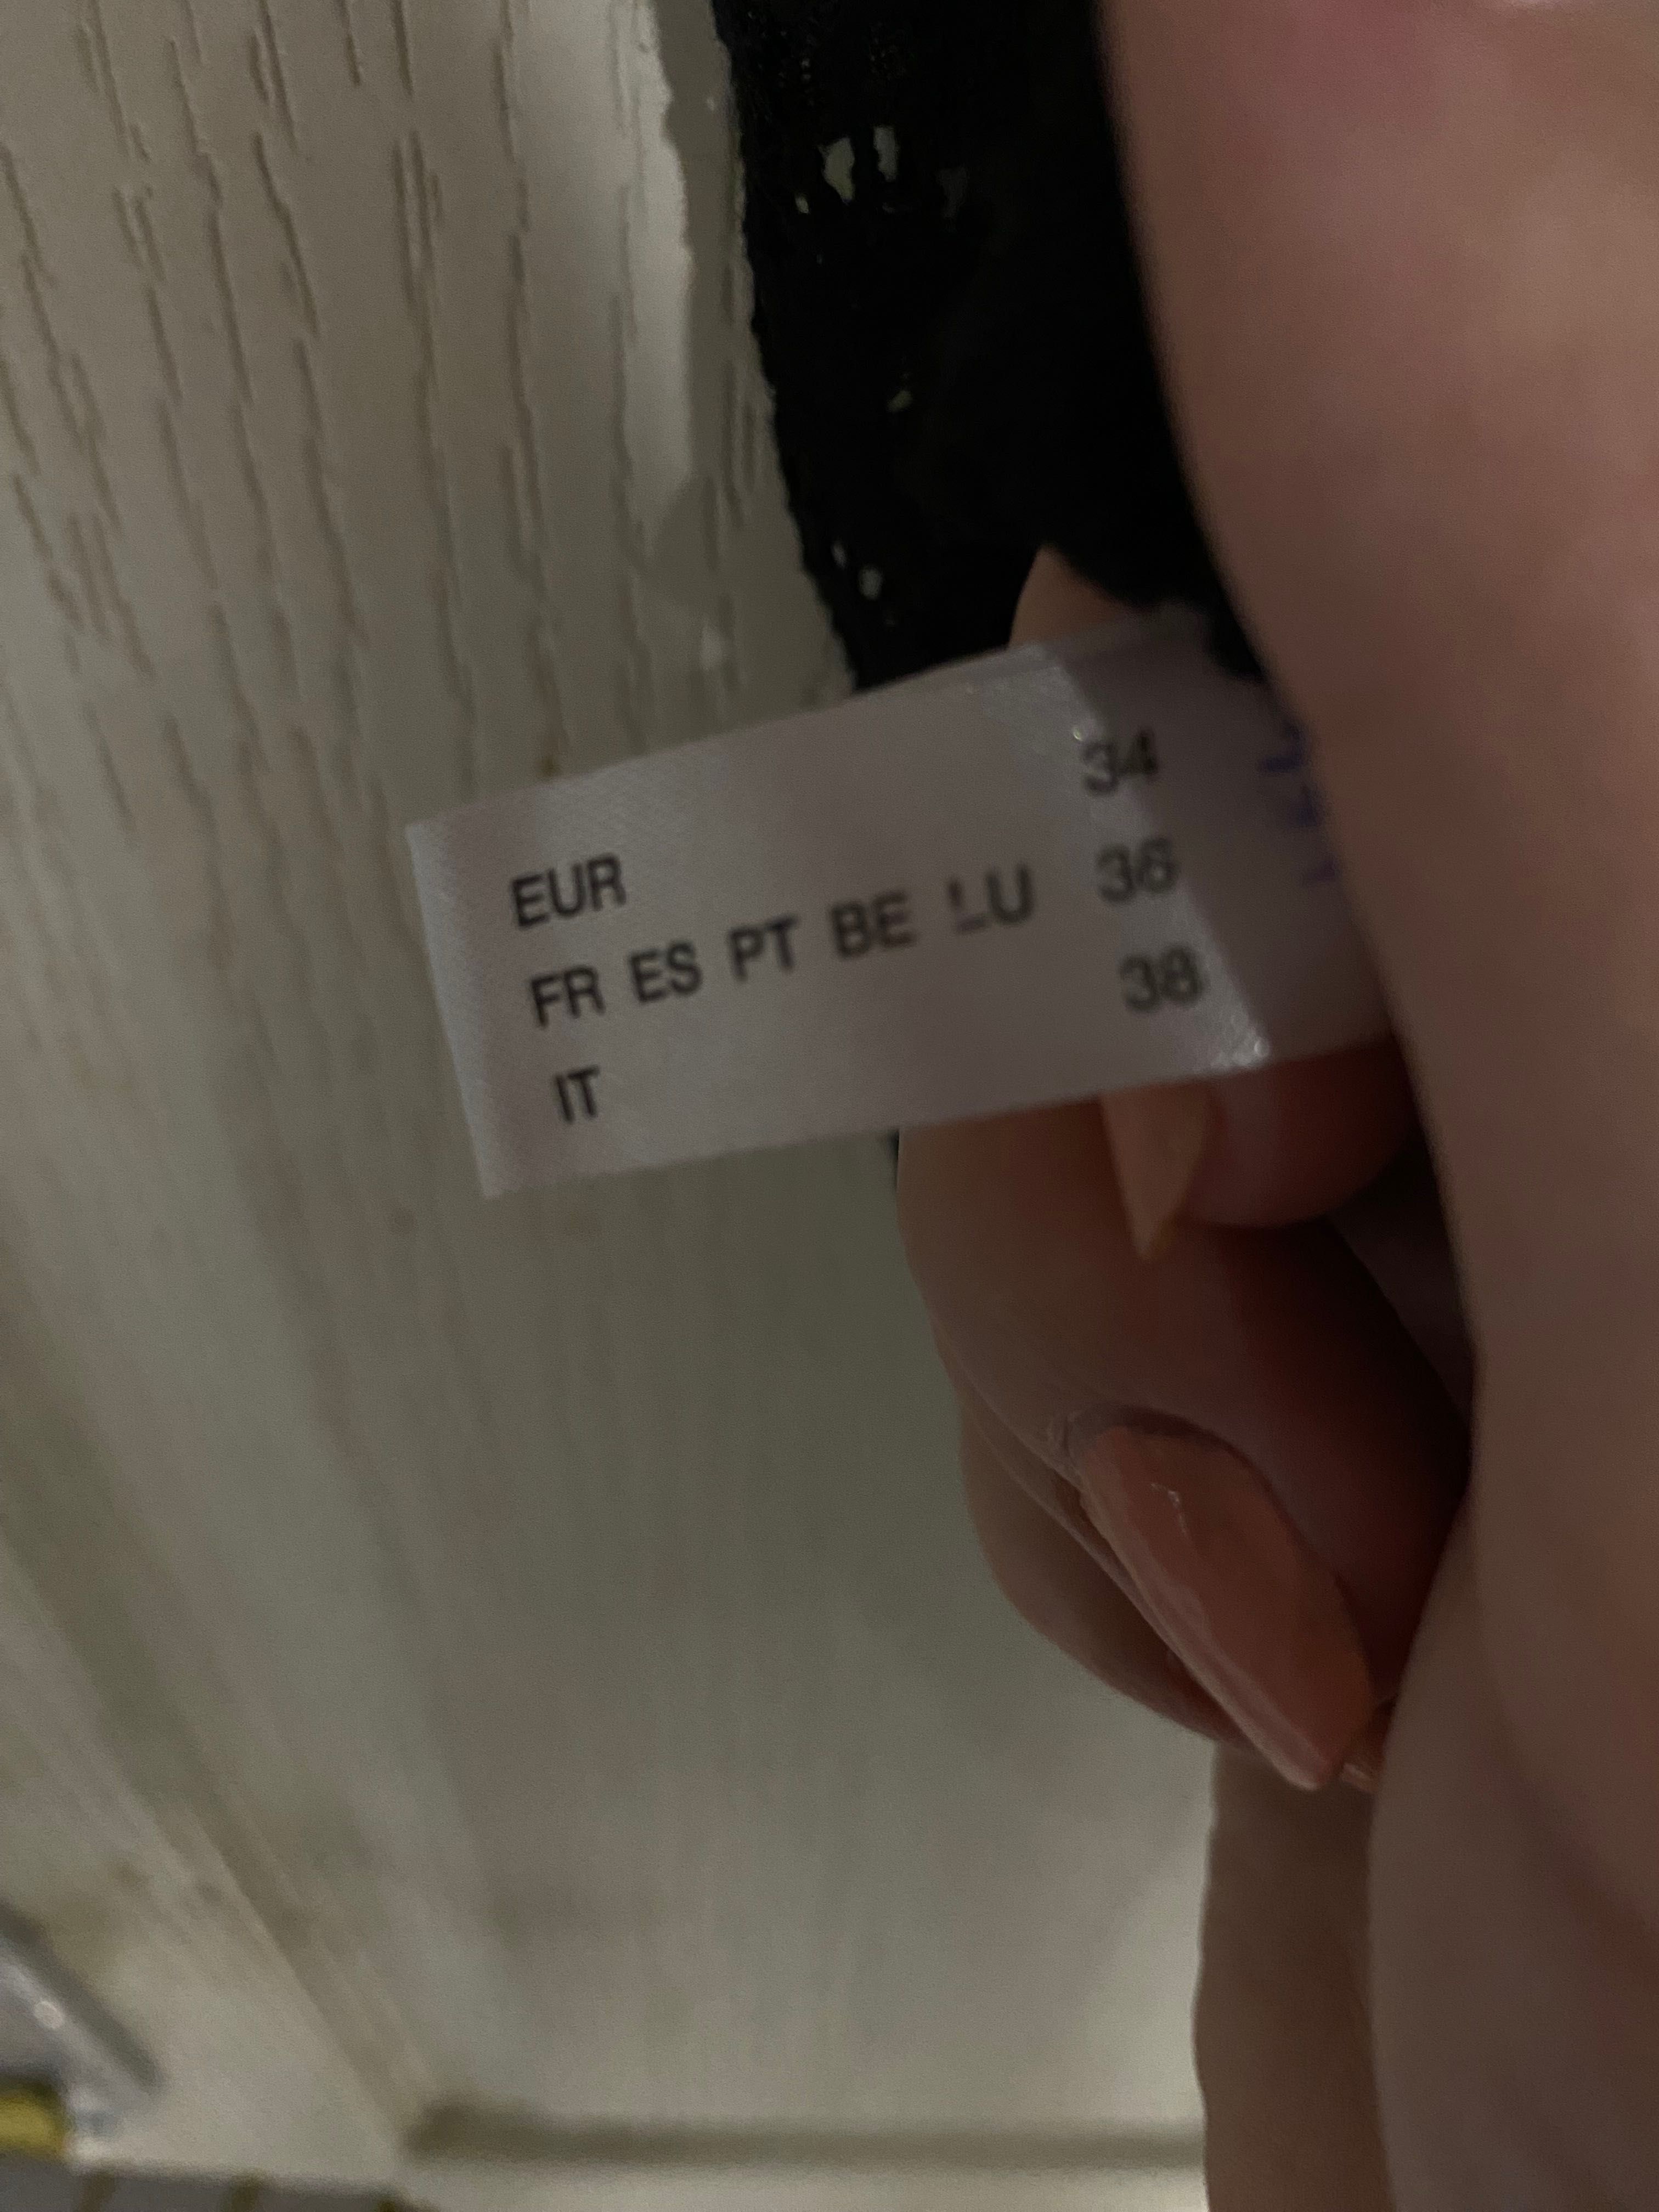 EUR 34
FR ES PT BE LU 36
IT 38